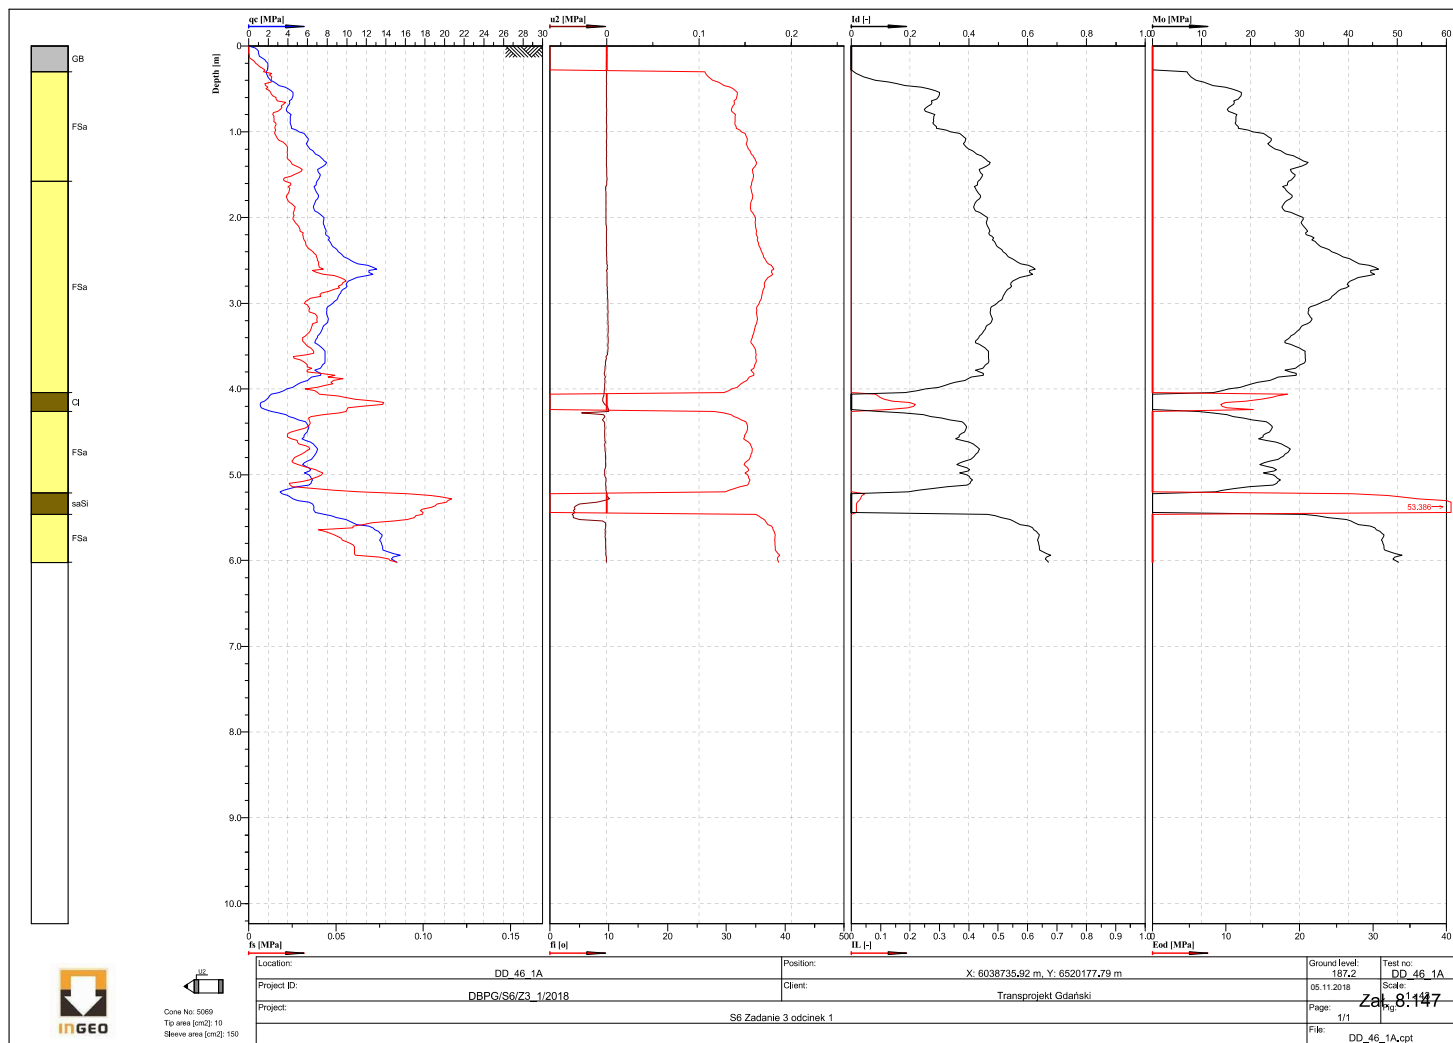 qc [MPa]
u2 [MPa]
Id [-]
Mo [MPa]
0 2 4 6 8 10 12 14 16 18 20 22 24 26 28 30
0 0.1 0.2
0 0.2 0.4 0.6 0.8 1.0
0 10 20 30 40 50 60
Depth [m]
0
1.0
2.0
3.0
4.0
5.0
6.0
7.0
8.0
9.0
10.0
GB
FSa
FSa
Cl
FSa
saSi
FSa
53.386
0 0.05 0.10 0.15
0 10 20 30 40 50
0 0.1 0.2 0.3 0.4 0.5 0.6 0.7 0.8 0.9 1.0
0 10 20 30 40
fs [MPa]
fi [o]
IL [-]
Eod [MPa]
INGEO
U2
Cone No: 5069
Tip area [cm2]: 10
Sleeve area [cm2]: 150
Location:
DD_46_1A
Position:
X: 6038735.92 m, Y: 6520177.79 m
Ground level:
187.2
Test no:
DD_46_1A
Project ID:
DBPG/S6/Z3_1/2018
Client:
Transprojekt Gdański
05.11.2018
Scale:
Zał. 8.147
Project:
S6 Zadanie 3 odcinek 1
Page:
1/1
Fig:
File:
DD_46_1A.cpt